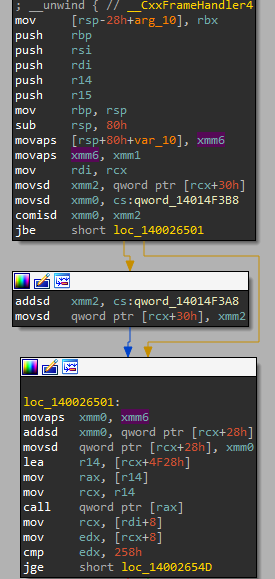 ; __unwind { // __CxxFrameHandler4
mov [rsp-28h+arg_10], rbx
push rbp
push rsi
push rdi
push r14
push r15
mov rbp, rsp
sub rsp, 80h
movaps [rsp+80h+var_10], xmm6
movaps xmm6, xmm1
mov rdi, rcx
movsd xmm2, qword ptr [rcx+30h]
movsd xmm0, cs:qword_14014F3B8
comisd xmm0, xmm2
jbe short loc_140026501
addsd xmm2, cs:qword_14014F3A8
movsd qword ptr [rcx+30h], xmm2
loc_140026501:
movaps xmm0, xmm6
addsd xmm0, qword ptr [rcx+28h]
movsd qword ptr [rcx+28h], xmm0
lea r14, [rcx+4F28h]
mov rax, [r14]
mov rcx, r14
call qword ptr [rax]
mov rcx, [rdi+8]
mov edx, [rcx+8]
cmp edx, 258h
jge short loc_14002654D